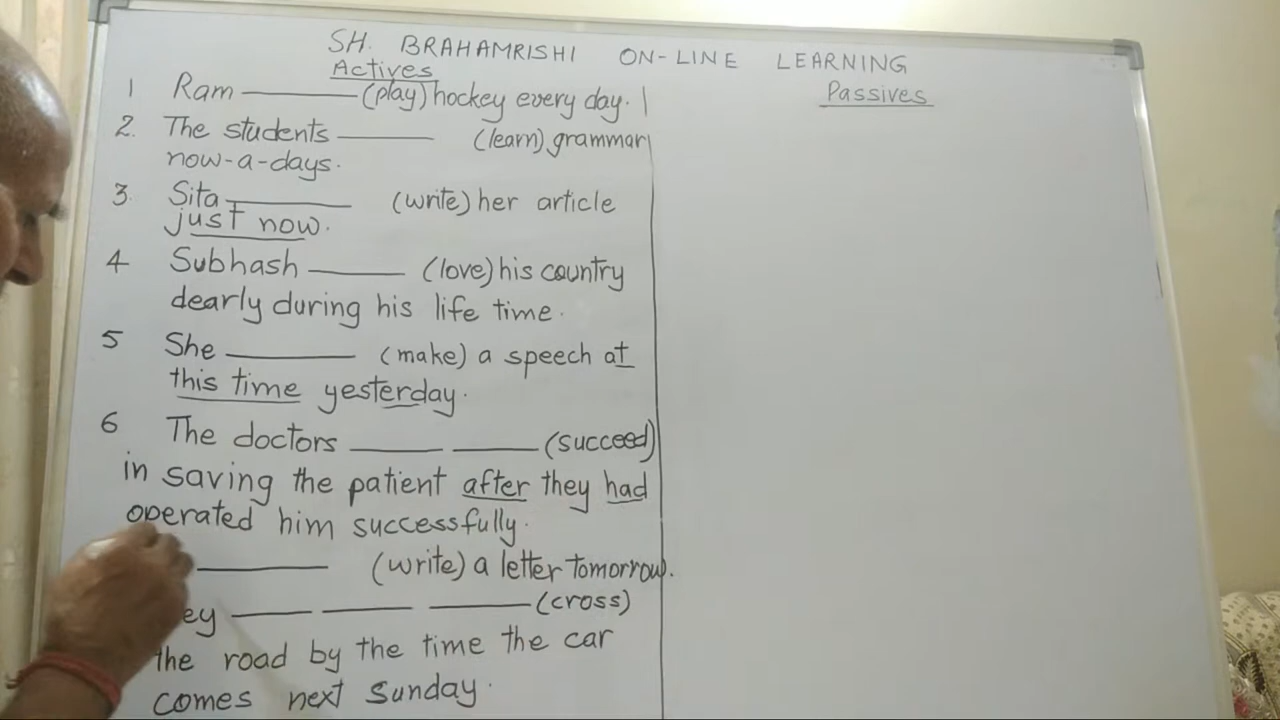 SH. BRAHAMRISHI ON-LINE LEARNING
Actives
Passives
1 Ram ______ (play) hockey every day.
2. The students ______ (learn) grammar
now-a-days.
3. Sita ______ (write) her article
just now.
4 Subhash ______ (love) his country
dearly during his life time.
5 She ______ (make) a speech at
this time yesterday.
6 The doctors ______ ______ (succeed)
in saving the patient after they had
operated him successfully.
______ (write) a letter tomorrow.
ey ______ ______ ______ (cross)
the road by the time the car
comes next Sunday.